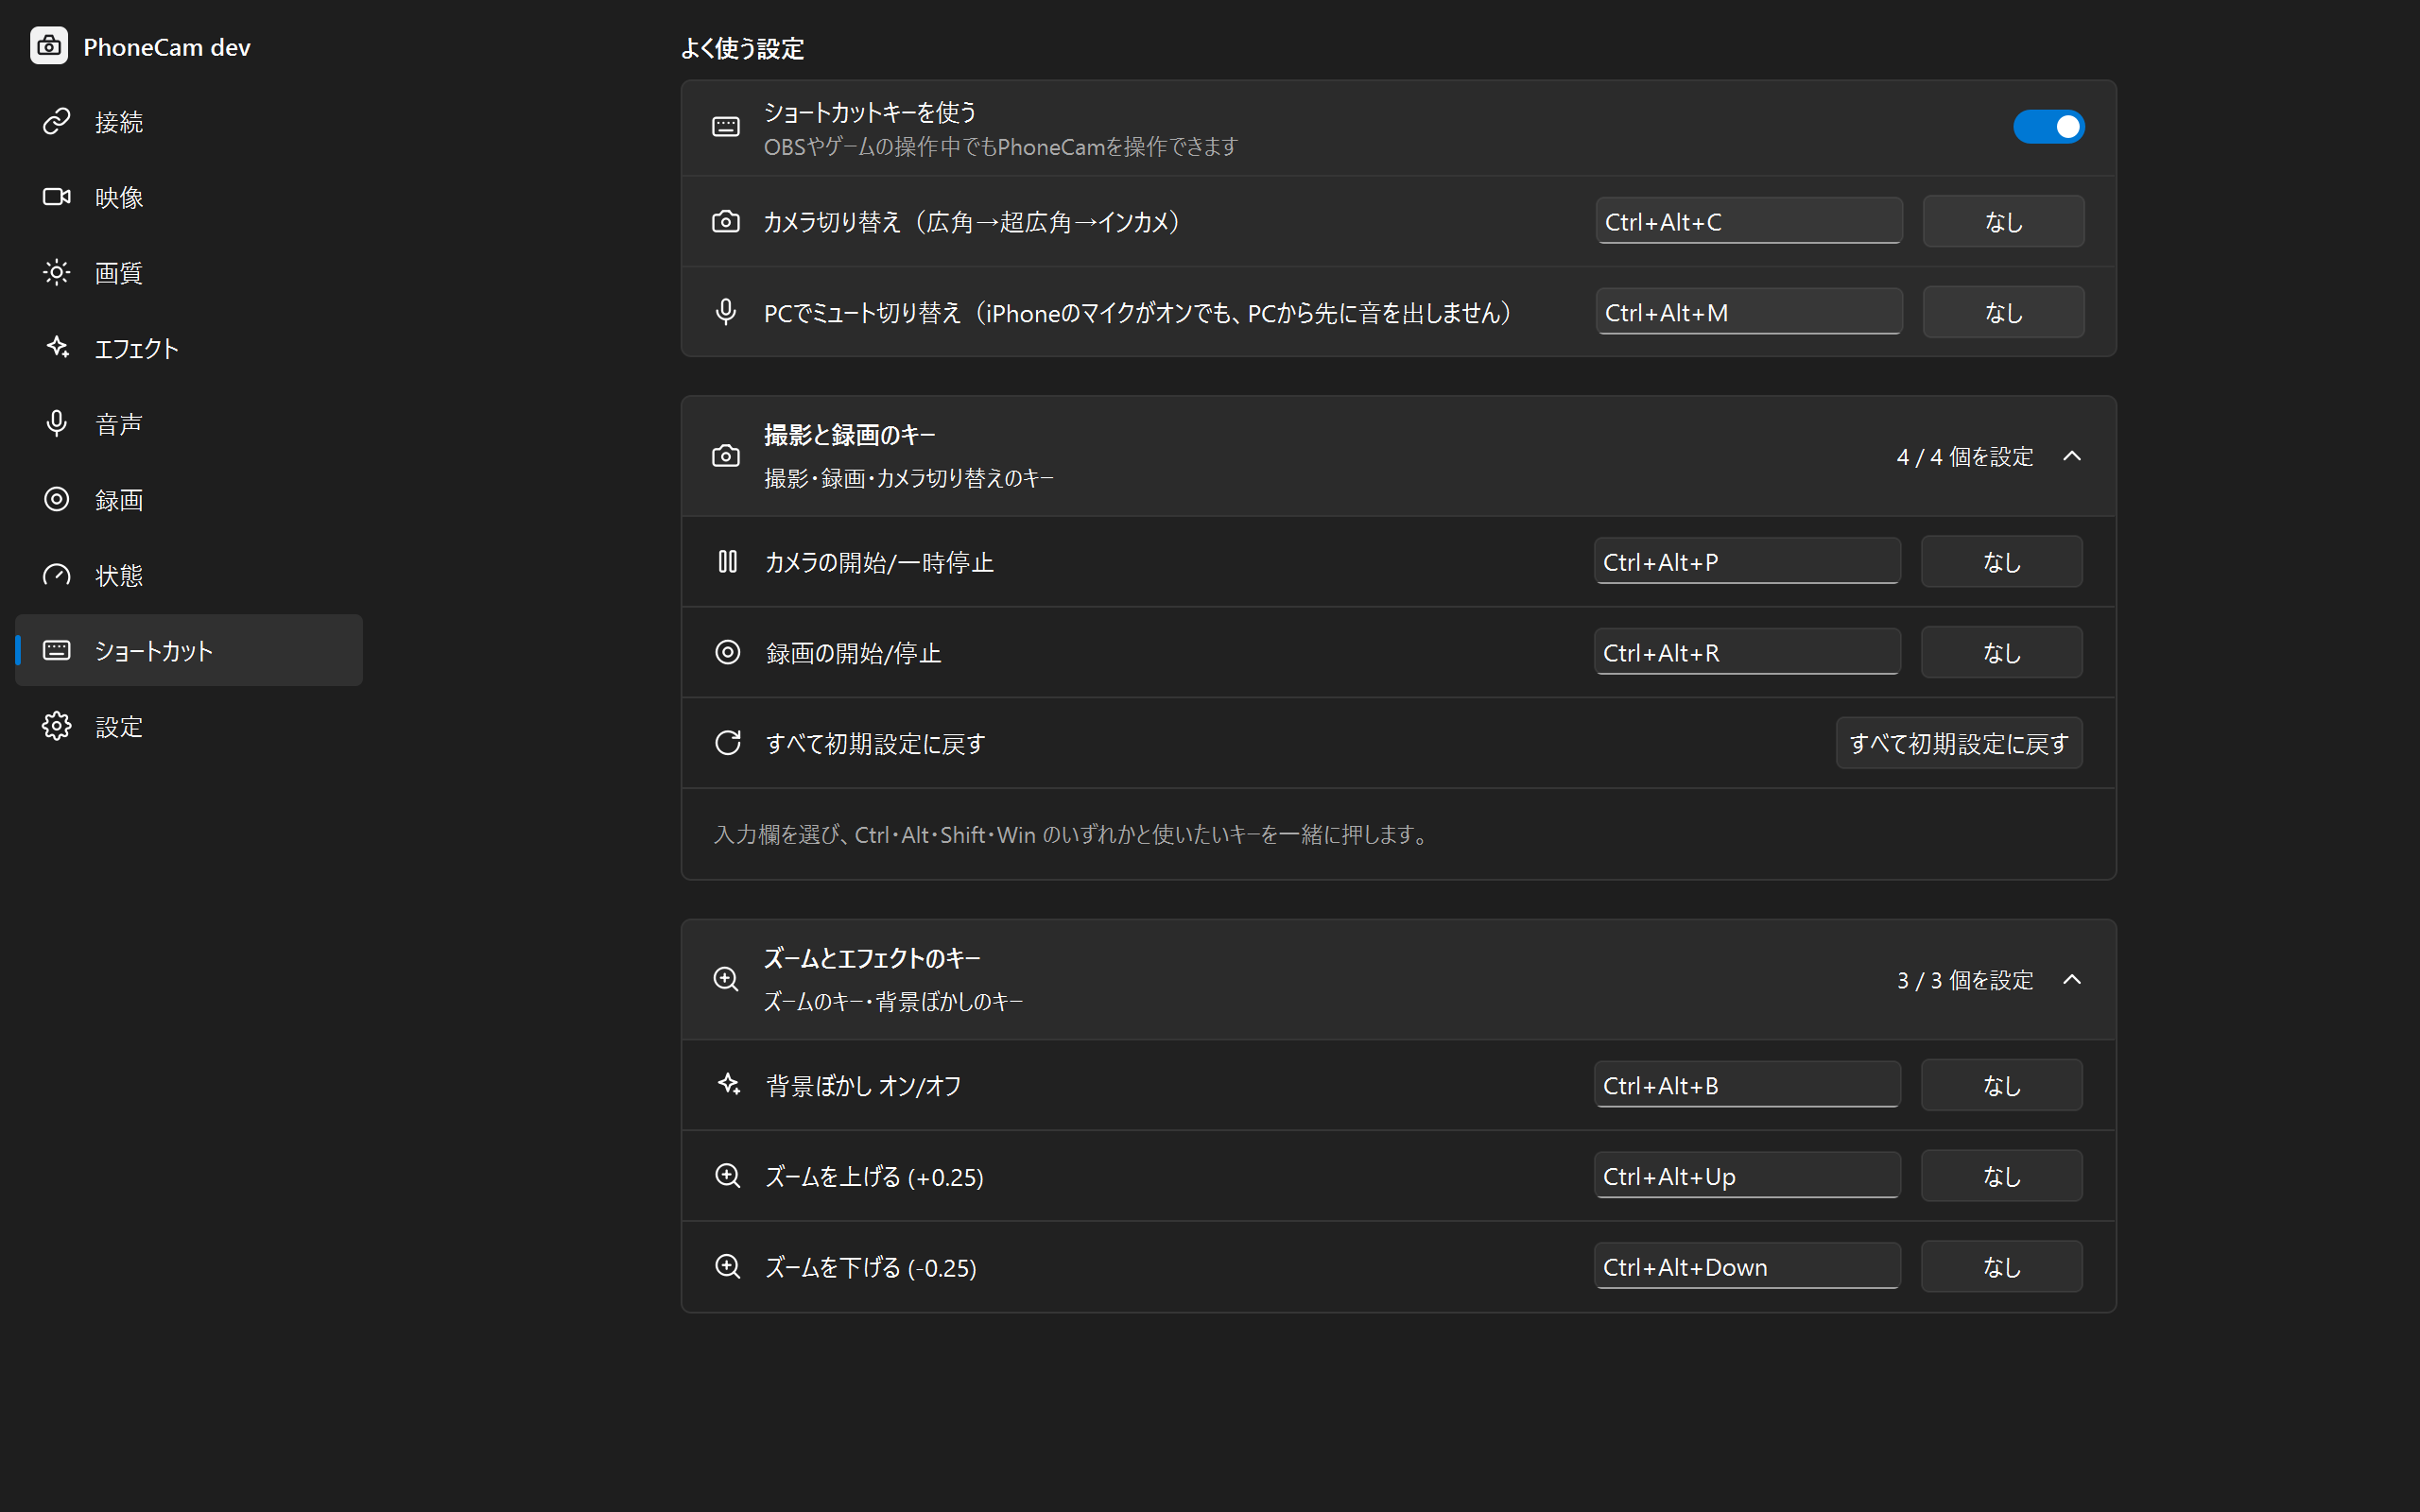 PhoneCam dev
接続
映像
画質
エフェクト
音声
録画
状態
ショートカット
設定
よく使う設定
ショートカットキーを使う
OBSやゲームの操作中でもPhoneCamを操作できます
カメラ切り替え（広角→超広角→インカメ）
Ctrl+Alt+C
なし
PCでミュート切り替え（iPhoneのマイクがオンでも、PCから先に音を出しません）
Ctrl+Alt+M
なし
撮影と録画のキー
撮影・録画・カメラ切り替えのキー
4 / 4 個を設定
カメラの開始/一時停止
Ctrl+Alt+P
なし
録画の開始/停止
Ctrl+Alt+R
なし
すべて初期設定に戻す
すべて初期設定に戻す
入力欄を選び、Ctrl・Alt・Shift・Win のいずれかと使いたいキーを一緒に押します。
ズームとエフェクトのキー
ズームのキー・背景ぼかしのキー
3 / 3 個を設定
背景ぼかし オン/オフ
Ctrl+Alt+B
なし
ズームを上げる (+0.25)
Ctrl+Alt+Up
なし
ズームを下げる (-0.25)
Ctrl+Alt+Down
なし